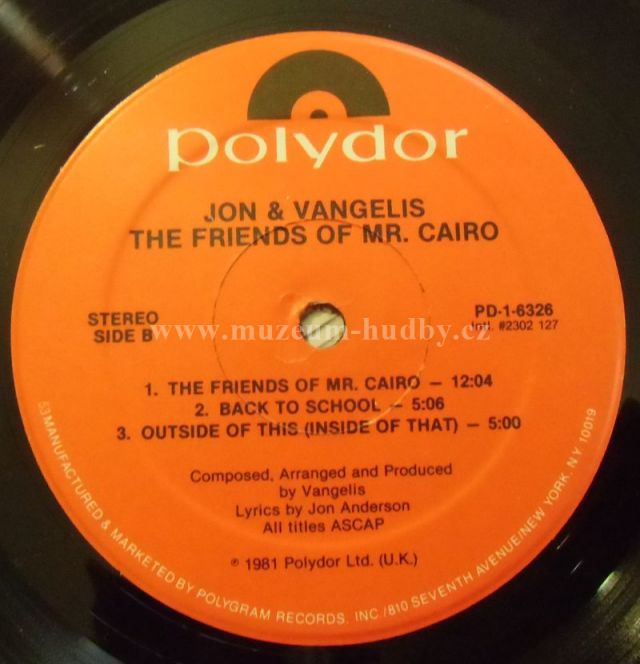 polydor
JON & VANGELIS
THE FRIENDS OF MR. CAIRO
STEREO
SIDE B
PD-1-6326
Intl. #2302 127
www.muzeum-hudby.cz
1. THE FRIENDS OF MR. CAIRO — 12:04
2. BACK TO SCHOOL — 5:06
3. OUTSIDE OF THIS (INSIDE OF THAT) — 5:00
Composed, Arranged and Produced
by Vangelis
Lyrics by Jon Anderson
All titles ASCAP
℗ 1981 Polydor Ltd. (U.K.)
53MANUFACTURED & MARKETED BY POLYGRAM RECORDS, INC./810 SEVENTH AVENUE/NEW YORK, NY 10019